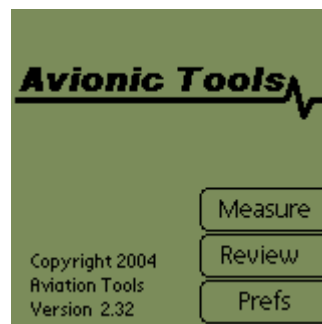 Avionic Tools
Measure
Review
Prefs
Copyright 2004
Aviation Tools
Version 2.32